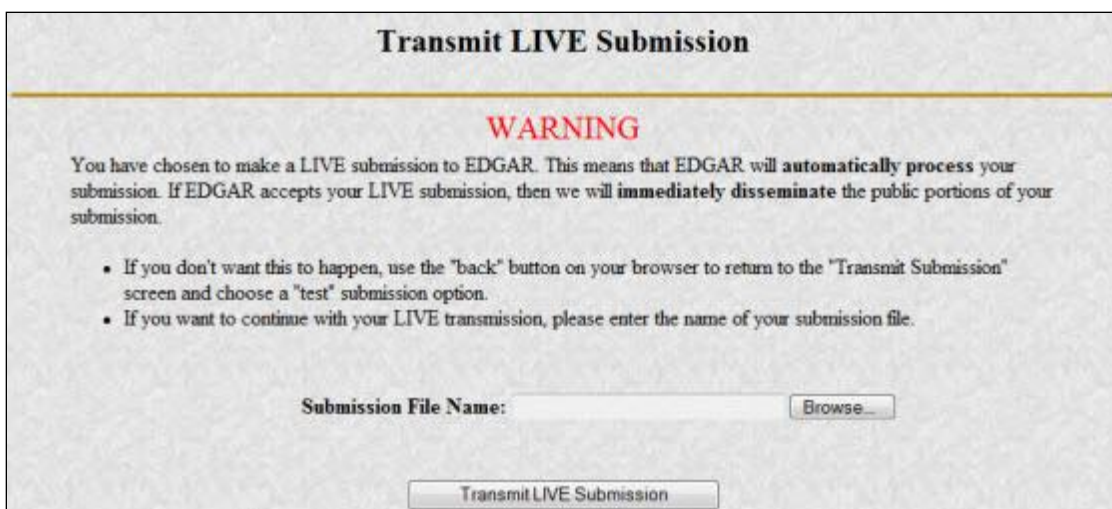 Transmit LIVE Submission
WARNING
You have chosen to make a LIVE submission to EDGAR. This means that EDGAR will automatically process your
submission. If EDGAR accepts your LIVE submission, then we will immediately disseminate the public portions of your
submission.
• If you don't want this to happen, use the "back" button on your browser to return to the "Transmit Submission"
screen and choose a "test" submission option.
• If you want to continue with your LIVE transmission, please enter the name of your submission file.
Submission File Name: Browse...
Transmit LIVE Submission